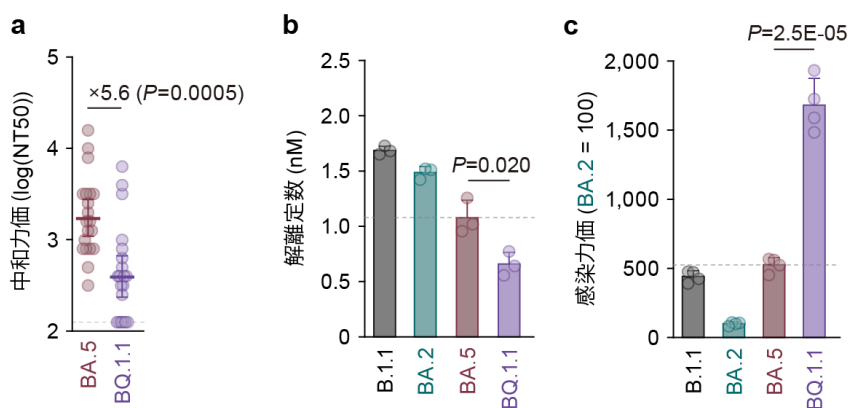 a
中和力価 (log(NT50))
5
4
3
2
×5.6 (P=0.0005)
BA.5
BQ.1.1
b
解離定数 (nM)
2.5
2.0
1.5
1.0
0.5
0
P=0.020
B.1.1
BA.2
BA.5
BQ.1.1
c
感染力価 (BA.2 = 100)
P=2.5E-05
2,000
1,500
1,000
500
0
B.1.1
BA.2
BA.5
BQ.1.1